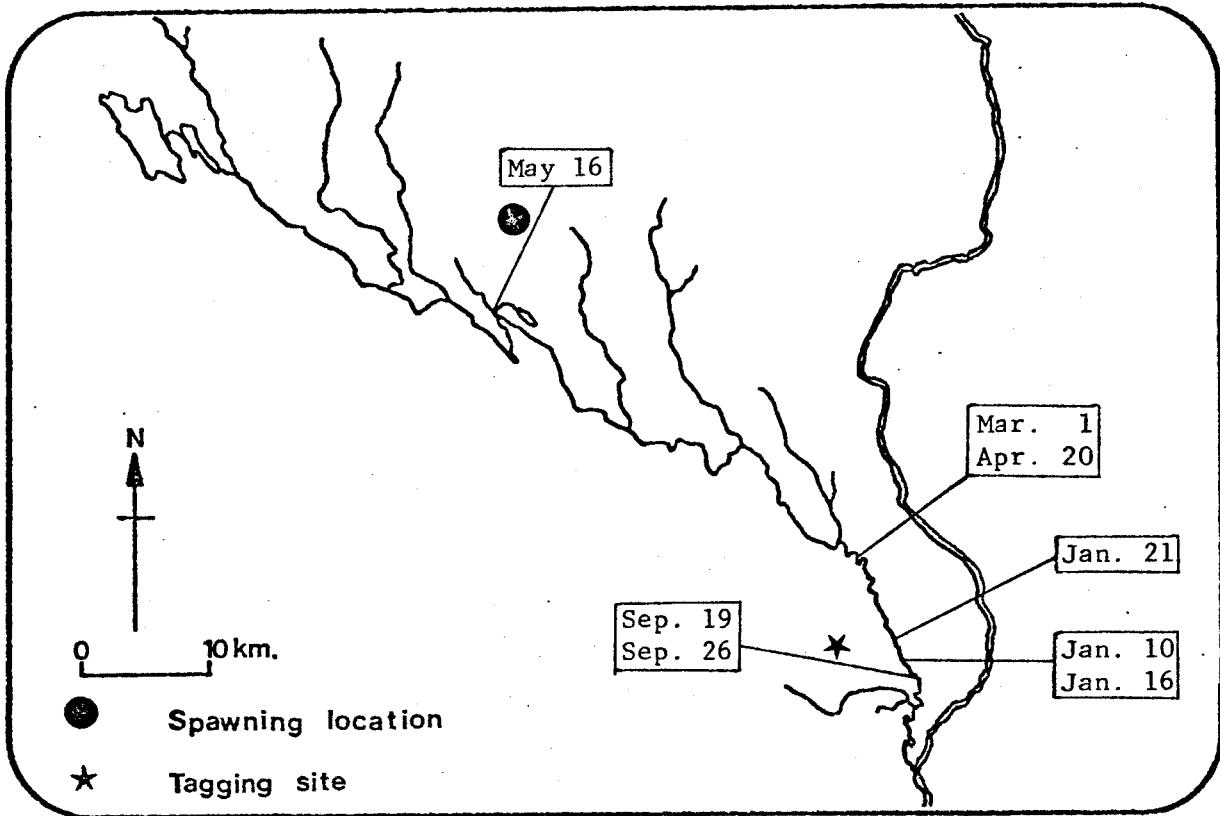 May 16
Mar. 1
Apr. 20
Jan. 21
Sep. 19
Sep. 26
Jan. 10
Jan. 16
N
0 10 km.
Spawning location
Tagging site